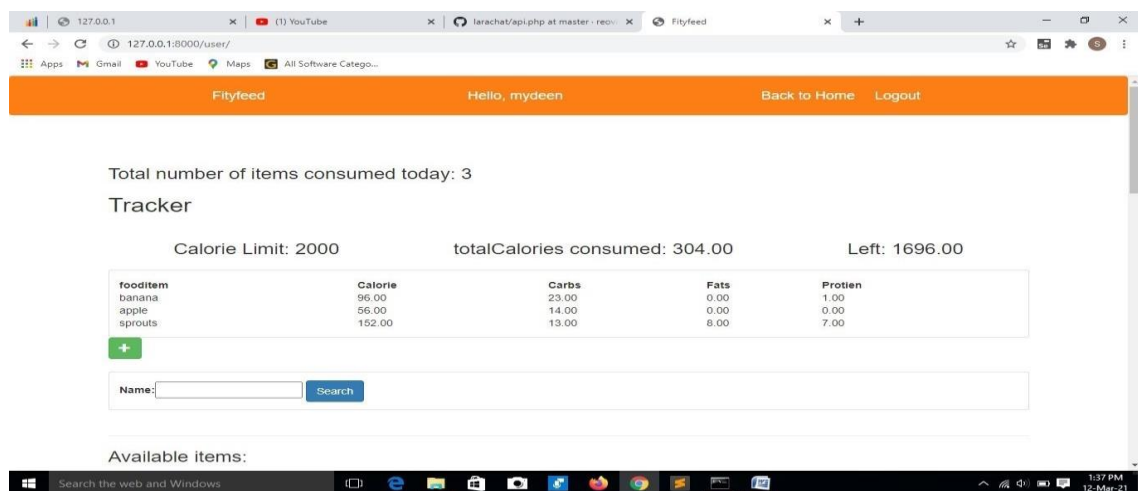 127.0.0.1 (1) YouTube larachat/api.php at master · reov Fityfeed
127.0.0.1:8000/user/ S
Apps Gmail YouTube Maps All Software Catego...
Fityfeed Hello, mydeen Back to Home Logout
Total number of items consumed today: 3
Tracker
Calorie Limit: 2000 totalCalories consumed: 304.00 Left: 1696.00
fooditem Calorie Carbs Fats Protien
banana 96.00 23.00 0.00 1.00
apple 56.00 14.00 0.00 0.00
sprouts 152.00 13.00 8.00 7.00
+
Name: Search
Available items:
Search the web and Windows 1:37 PM
12-Mar-21